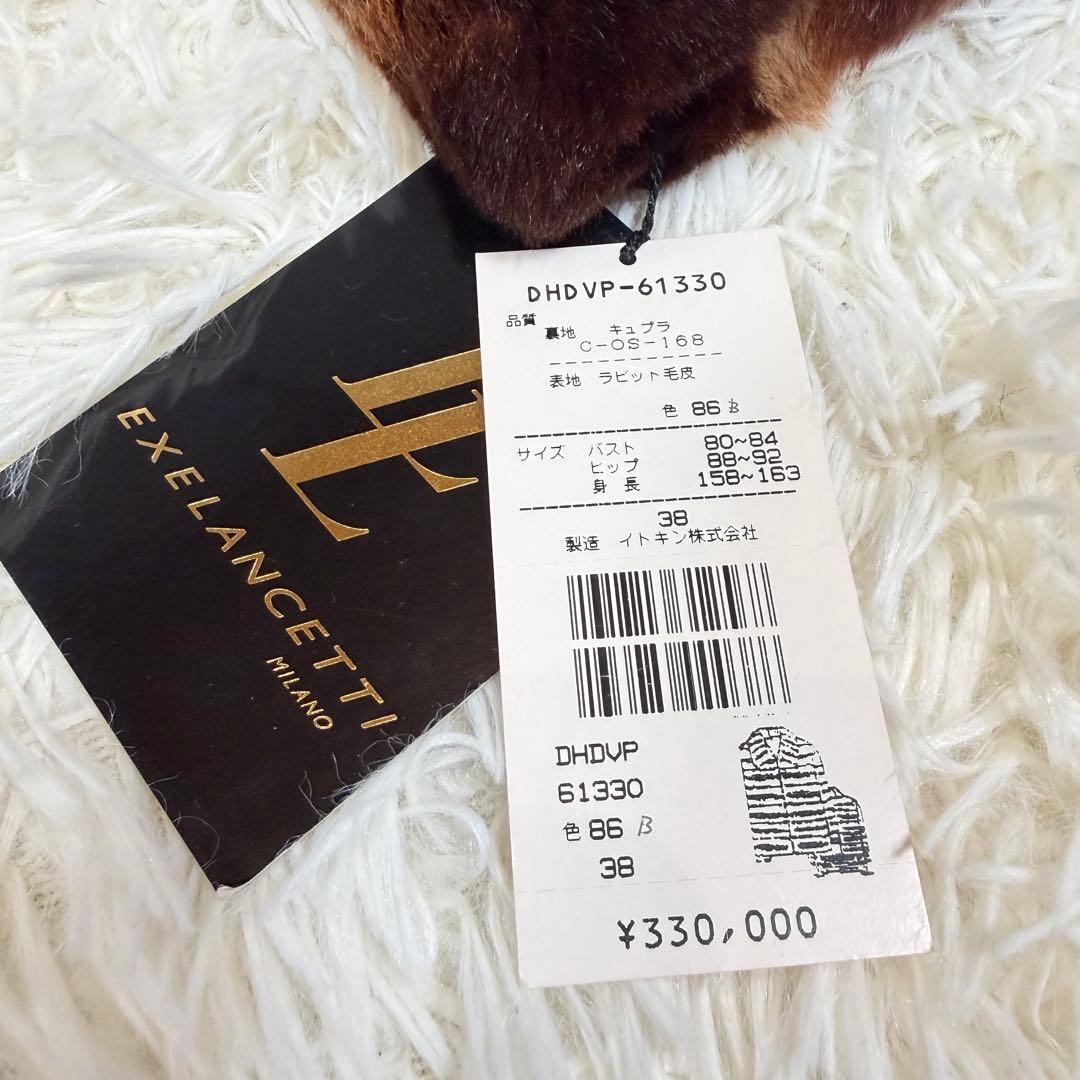 EXELANCETTI
MILANO
DHDVP-61330
品質
裏地 キュプラ
C-OS-168
表地 ラビット毛皮
色 86 B
サイズ バスト 80~84
ヒップ 88~92
身長 158~163
38
製造 イトキン株式会社
DHDVP
61330
色 86 B
38
¥330,000